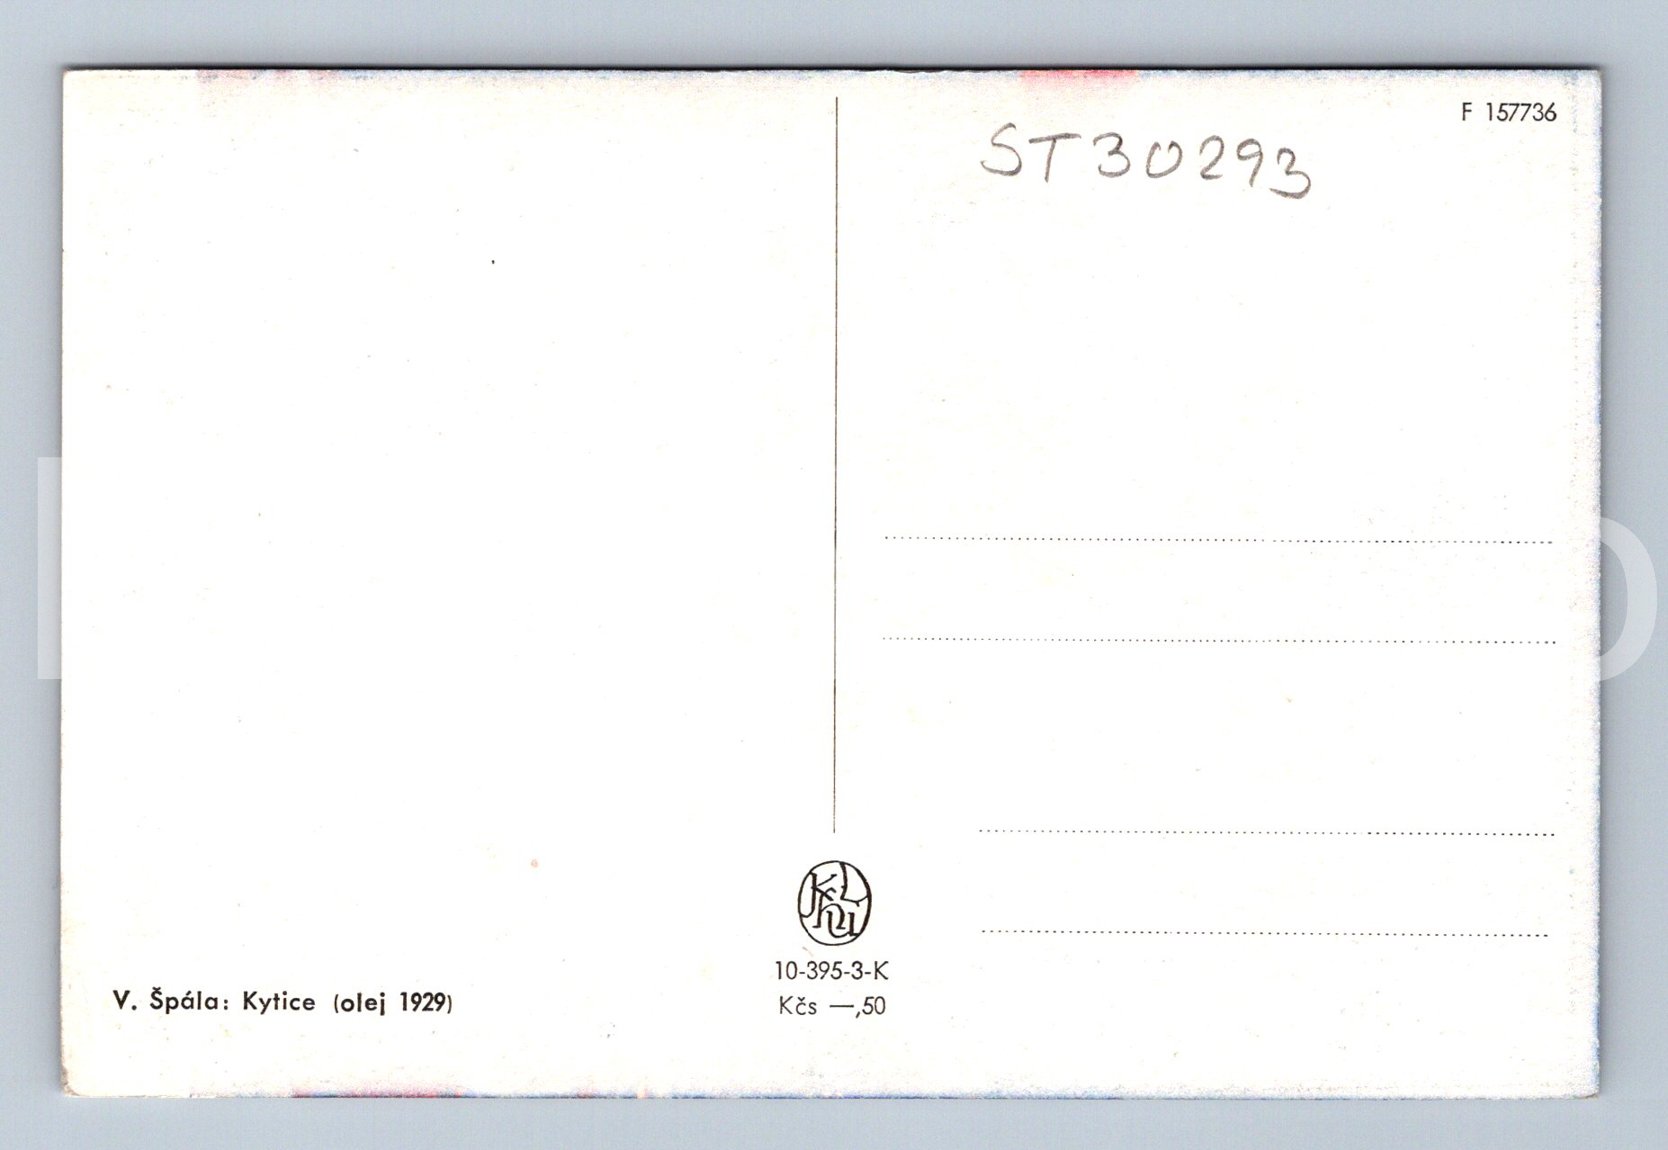 F 157736
ST30293
10-395-3-K
Kčs —,50
V. Špála: Kytice (olej 1929)